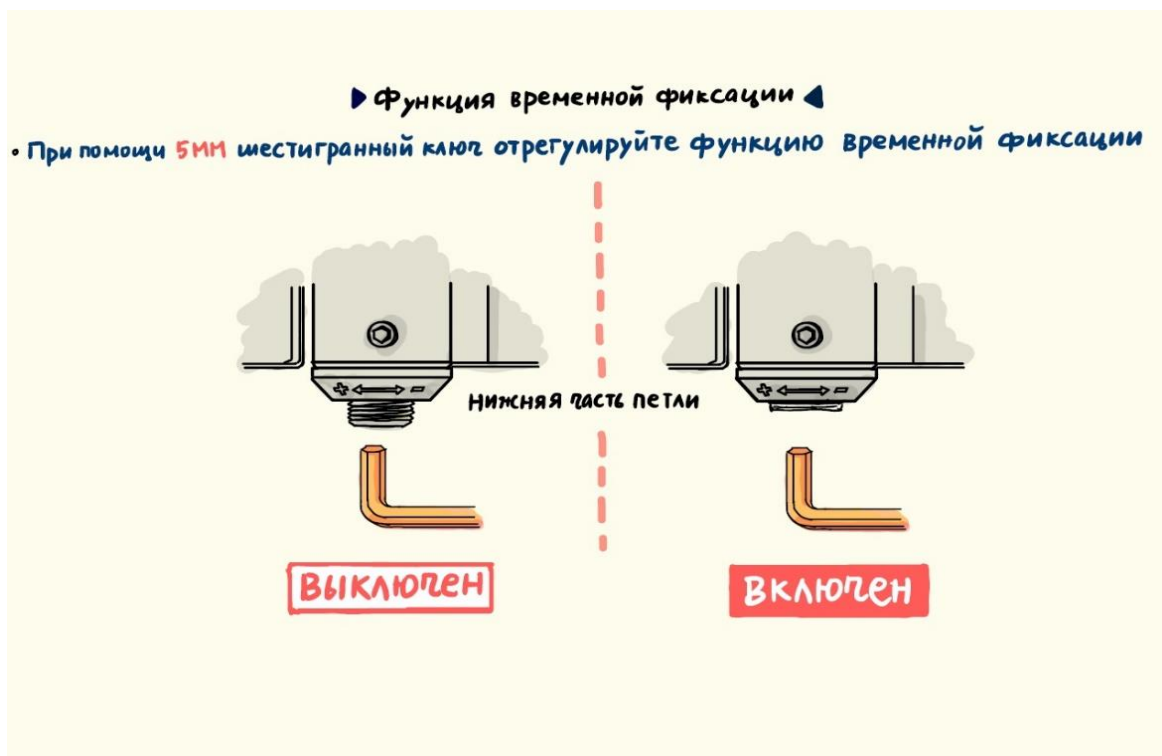 ▶ Функция временной фиксации ◀
• При помощи 5мм шестигранный ключ отрегулируйте функцию временной фиксации
+ ↔ −
+ ↔ −
Нижняя часть петли
ВЫКЛЮЧЕН
ВКЛЮЧЕН